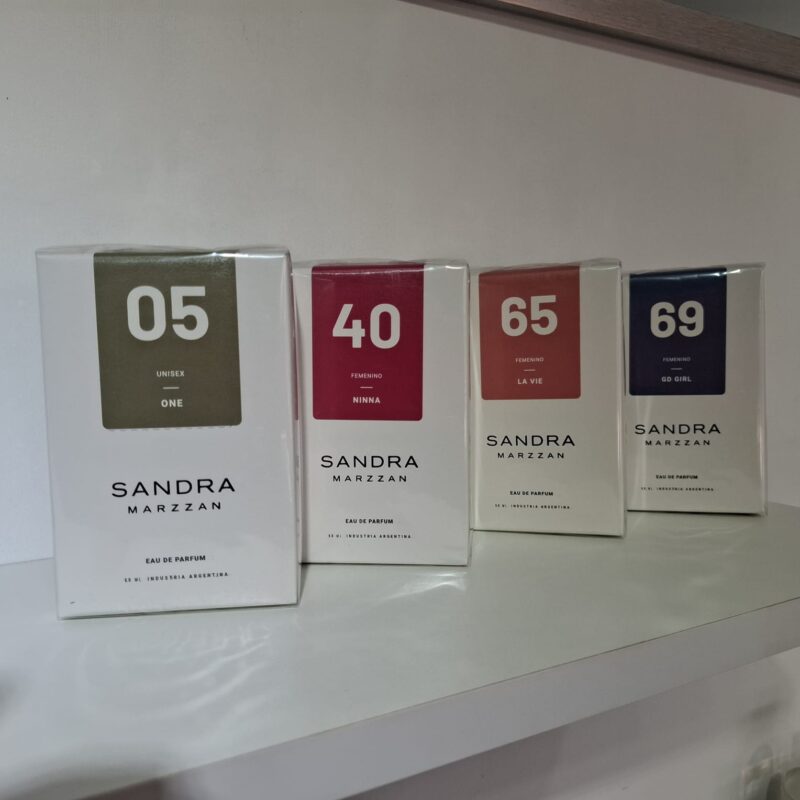 05
UNISEX
ONE
SANDRA
MARZZAN
EAU DE PARFUM
INDUSTRIA ARGENTINA
40
FEMENINO
NINNA
SANDRA
MARZZAN
EAU DE PARFUM
INDUSTRIA ARGENTINA
65
FEMENINO
LA VIE
SANDRA
MARZZAN
EAU DE PARFUM
INDUSTRIA ARGENTINA
69
FEMENINO
GD GIRL
SANDRA
MARZZAN
EAU DE PARFUM
INDUSTRIA ARGENTINA